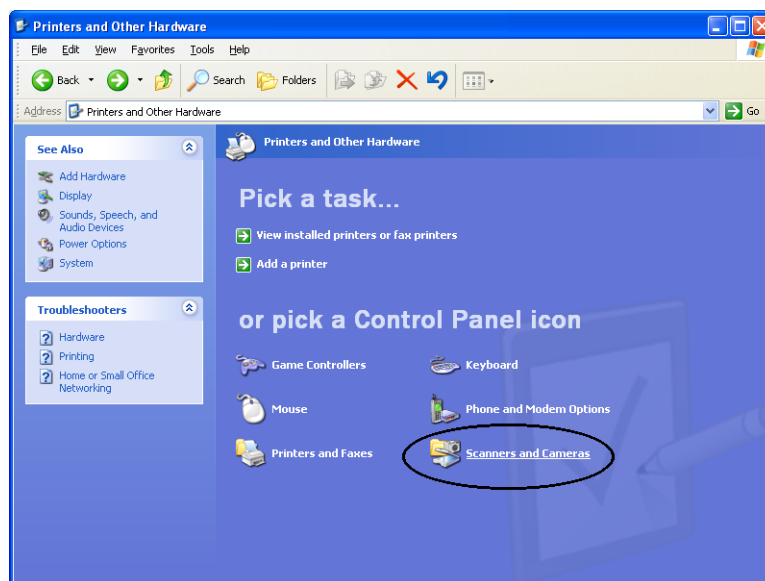 Printers and Other Hardware
File Edit View Favorites Tools Help
Back Search Folders
Address Printers and Other Hardware Go
See Also
Add Hardware
Display
Sounds, Speech, and
Audio Devices
Power Options
System
Troubleshooters
Hardware
Printing
Home or Small Office
Networking
Printers and Other Hardware
Pick a task...
View installed printers or fax printers
Add a printer
or pick a Control Panel icon
Game Controllers Keyboard
Mouse Phone and Modem Options
Printers and Faxes Scanners and Cameras